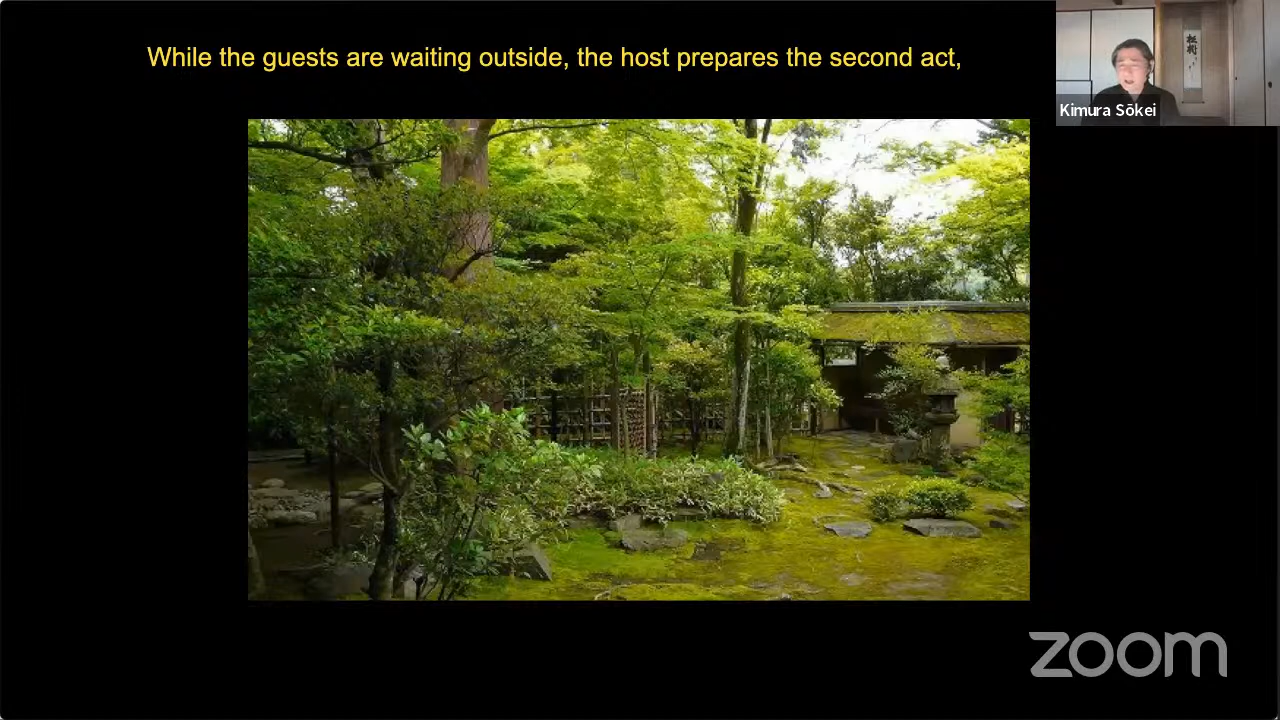 While the guests are waiting outside, the host prepares the second act,
Kimura Sōkei
zoom